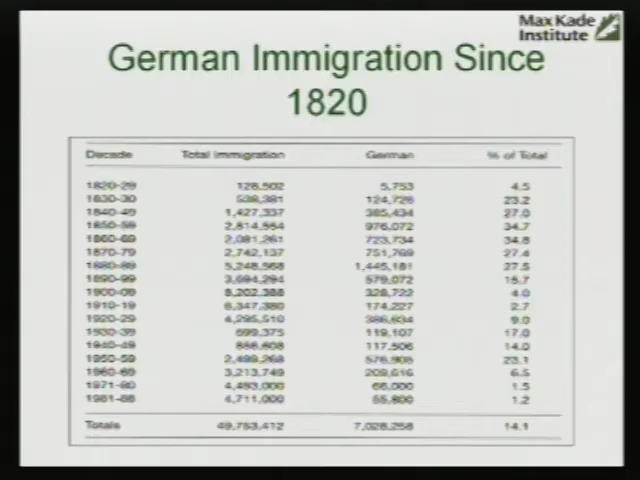 Max Kade
Institute
German Immigration Since
1820
Decade Total Immigration German % of Total
1820-29 128,502 5,753 4.5
1830-39 538,381 124,726 23.2
1840-49 1,427,337 385,434 27.0
1850-59 2,814,554 976,072 34.7
1860-69 2,081,261 723,734 34.8
1870-79 2,742,137 751,769 27.4
1880-89 5,248,568 1,445,181 27.5
1890-99 3,694,294 579,072 15.7
1900-09 8,202,388 328,722 4.0
1910-19 6,347,380 174,227 2.7
1920-29 4,295,510 386,634 9.0
1930-39 699,375 119,107 17.0
1940-49 856,608 117,506 14.0
1950-59 2,499,268 576,905 23.1
1960-69 3,213,749 209,616 6.5
1971-80 4,493,000 66,000 1.5
1981-88 4,711,000 55,800 1.2
Totals 49,753,412 7,028,258 14.1